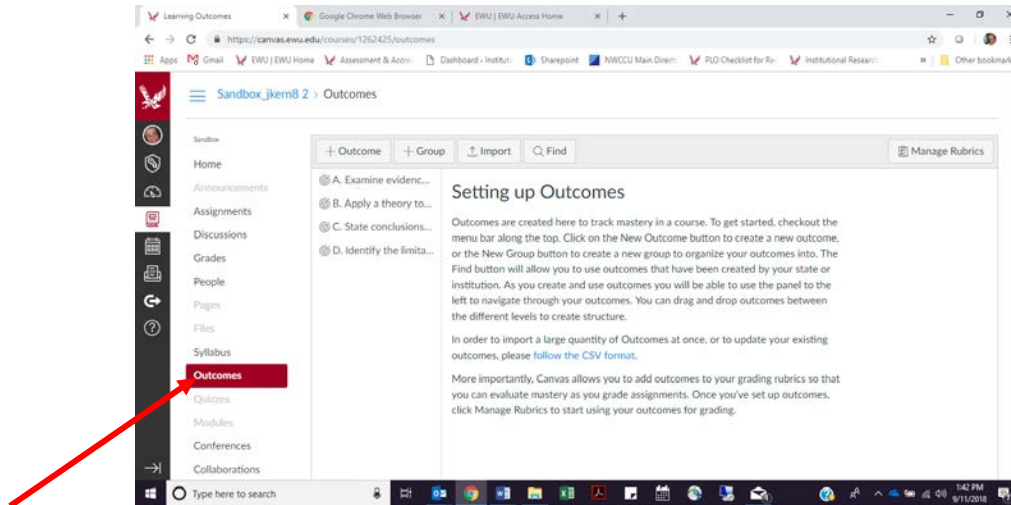 Learning Outcomes
Google Chrome Web Browser
EWU | EWU Access Home
https://canvas.ewu.edu/courses/1262425/outcomes
Apps Gmail EWU | EWU Home Assessment & Accre Dashboard - Institut Sharepoint NWCCU Main Direct PLO Checklist for Institutional Researc Other bookmark
Sandbox_jkern8 2 > Outcomes
Sandbox
Home
Announcements
Assignments
Discussions
Grades
People
Pages
Files
Syllabus
Outcomes
Quizzes
Modules
Conferences
Collaborations
+ Outcome + Group Import Find Manage Rubrics
A. Examine evidenc...
B. Apply a theory to...
C. State conclusions...
D. Identify the limita...
Setting up Outcomes
Outcomes are created here to track mastery in a course. To get started, checkout the
menu bar along the top. Click on the New Outcome button to create a new outcome,
or the New Group button to create a new group to organize your outcomes into. The
Find button will allow you to use outcomes that have been created by your state or
institution. As you create and use outcomes you will be able to use the panel to the
left to navigate through your outcomes. You can drag and drop outcomes between
the different levels to create structure.
In order to import a large quantity of Outcomes at once, or to update your existing
outcomes, please follow the CSV format.
More importantly, Canvas allows you to add outcomes to your grading rubrics so that
you can evaluate mastery as you grade assignments. Once you've set up outcomes,
click Manage Rubrics to start using your outcomes for grading.
Type here to search
1:42 PM
9/11/2018